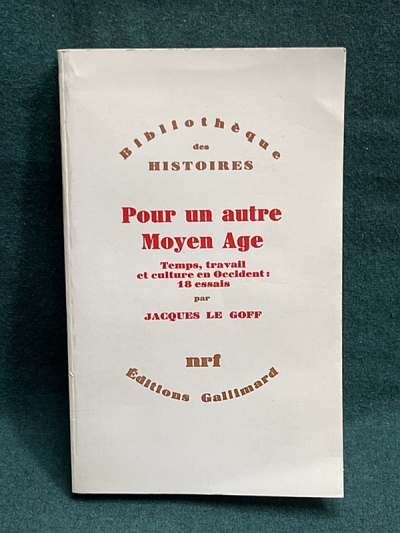 Bibliothèque
des
HISTOIRES
Pour un autre
Moyen Age
Temps, travail
et culture en Occident :
18 essais
par
JACQUES LE GOFF
nrf
Éditions Gallimard